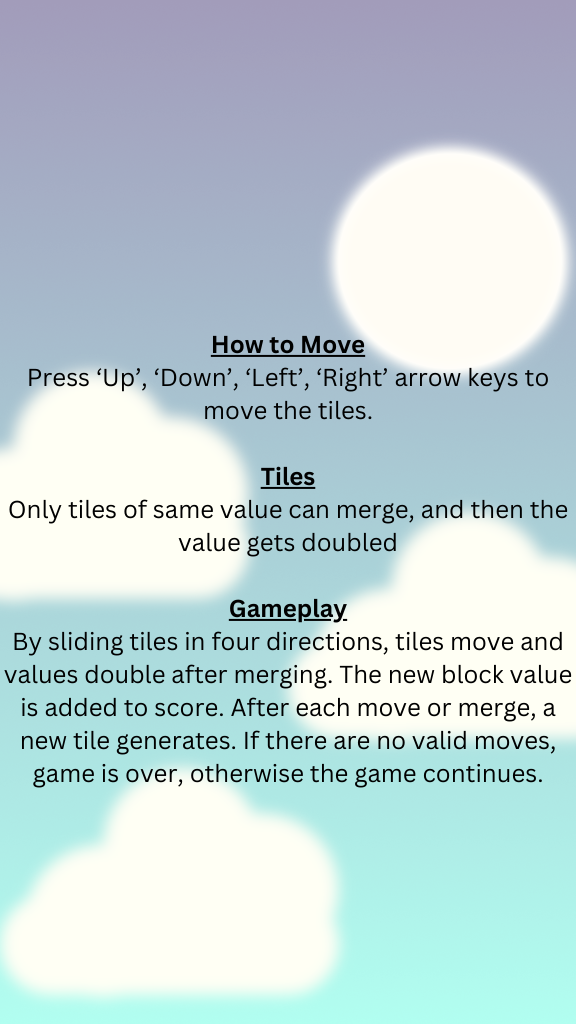 How to Move
Press ‘Up’, ‘Down’, ‘Left’, ‘Right’ arrow keys to
move the tiles.
Tiles
Only tiles of same value can merge, and then the
value gets doubled
Gameplay
By sliding tiles in four directions, tiles move and
values double after merging. The new block value
is added to score. After each move or merge, a
new tile generates. If there are no valid moves,
game is over, otherwise the game continues.